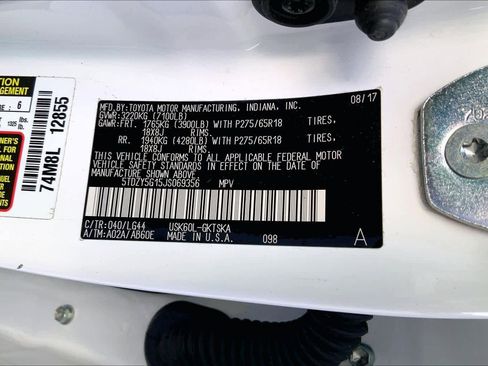 MFD.BY:TOYOTA MOTOR MANUFACTURING, INDIANA, INC. 08/17
GVWR:3220KG (7100LB)
GAWR:FRT. 1765KG (3900LB) WITH P275/65R18 TIRES,
18X8J RIMS.
RR. 1940KG (4280LB) WITH P275/65R18 TIRES,
18X8J RIMS.
THIS VEHICLE CONFORMS TO ALL APPLICABLE FEDERAL MOTOR
VEHICLE SAFETY STANDARDS IN EFFECT ON THE DATE OF
MANUFACTURE SHOWN ABOVE.
5TDZY5G15JS069356 MPV
C/TR:040/LG44 USK60L-GKTSKA
A/TM:A02A/AB60E MADE IN U.S.A. 098 A
74M8L 12855
6
1325 lbs.